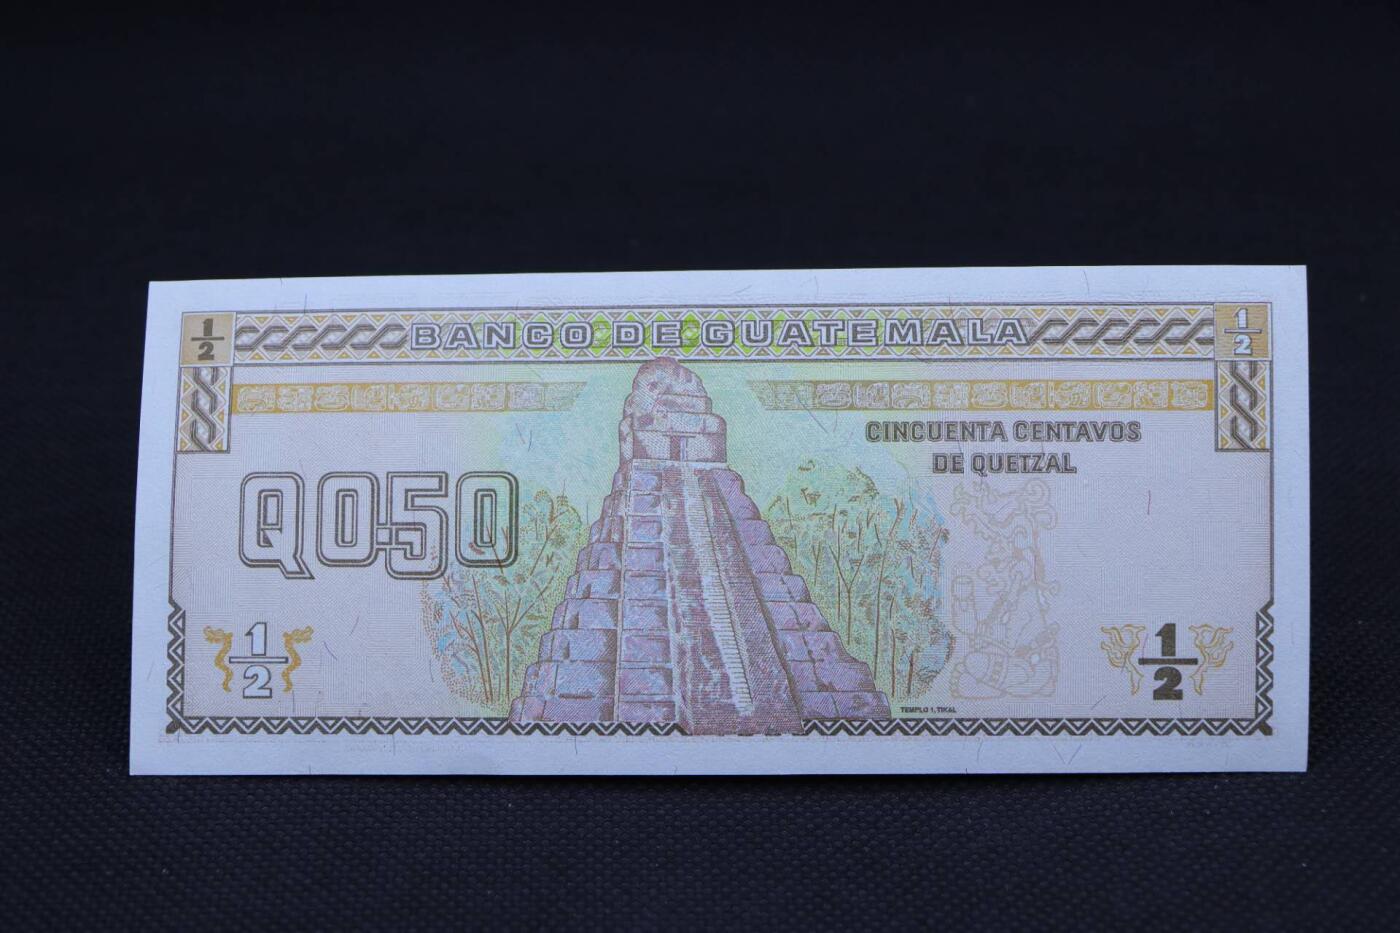 1/2 BANCO DE GUATEMALA 1/2
CINCUENTA CENTAVOS
DE QUETZAL
Q 0.50
1/2 1/2
TEMPLO 1, TIKAL